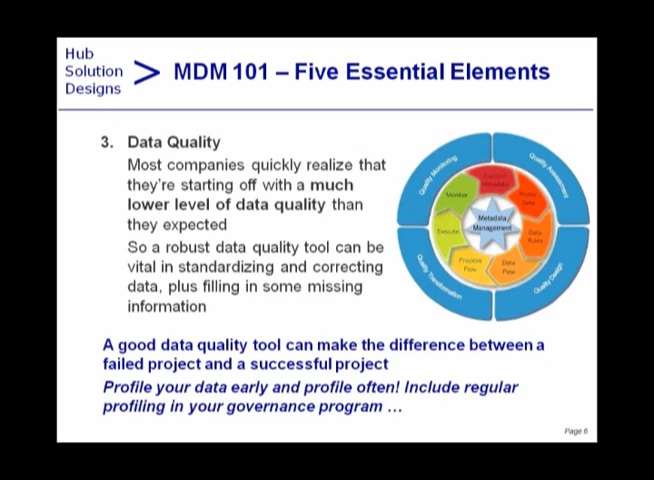 Hub
Solution
Designs
> MDM 101 – Five Essential Elements
3. Data Quality
Most companies quickly realize that
they're starting off with a much
lower level of data quality than
they expected
So a robust data quality tool can be
vital in standardizing and correcting
data, plus filling in some missing
information
Quality Monitoring
Quality Assessment
Quality Transformation
Quality Design
Monitor
Profile
Data
Metadata
Management
Execute
Data
Rules
Process
Flow
Data
Flow
A good data quality tool can make the difference between a
failed project and a successful project
Profile your data early and profile often! Include regular
profiling in your governance program ...
Page 6